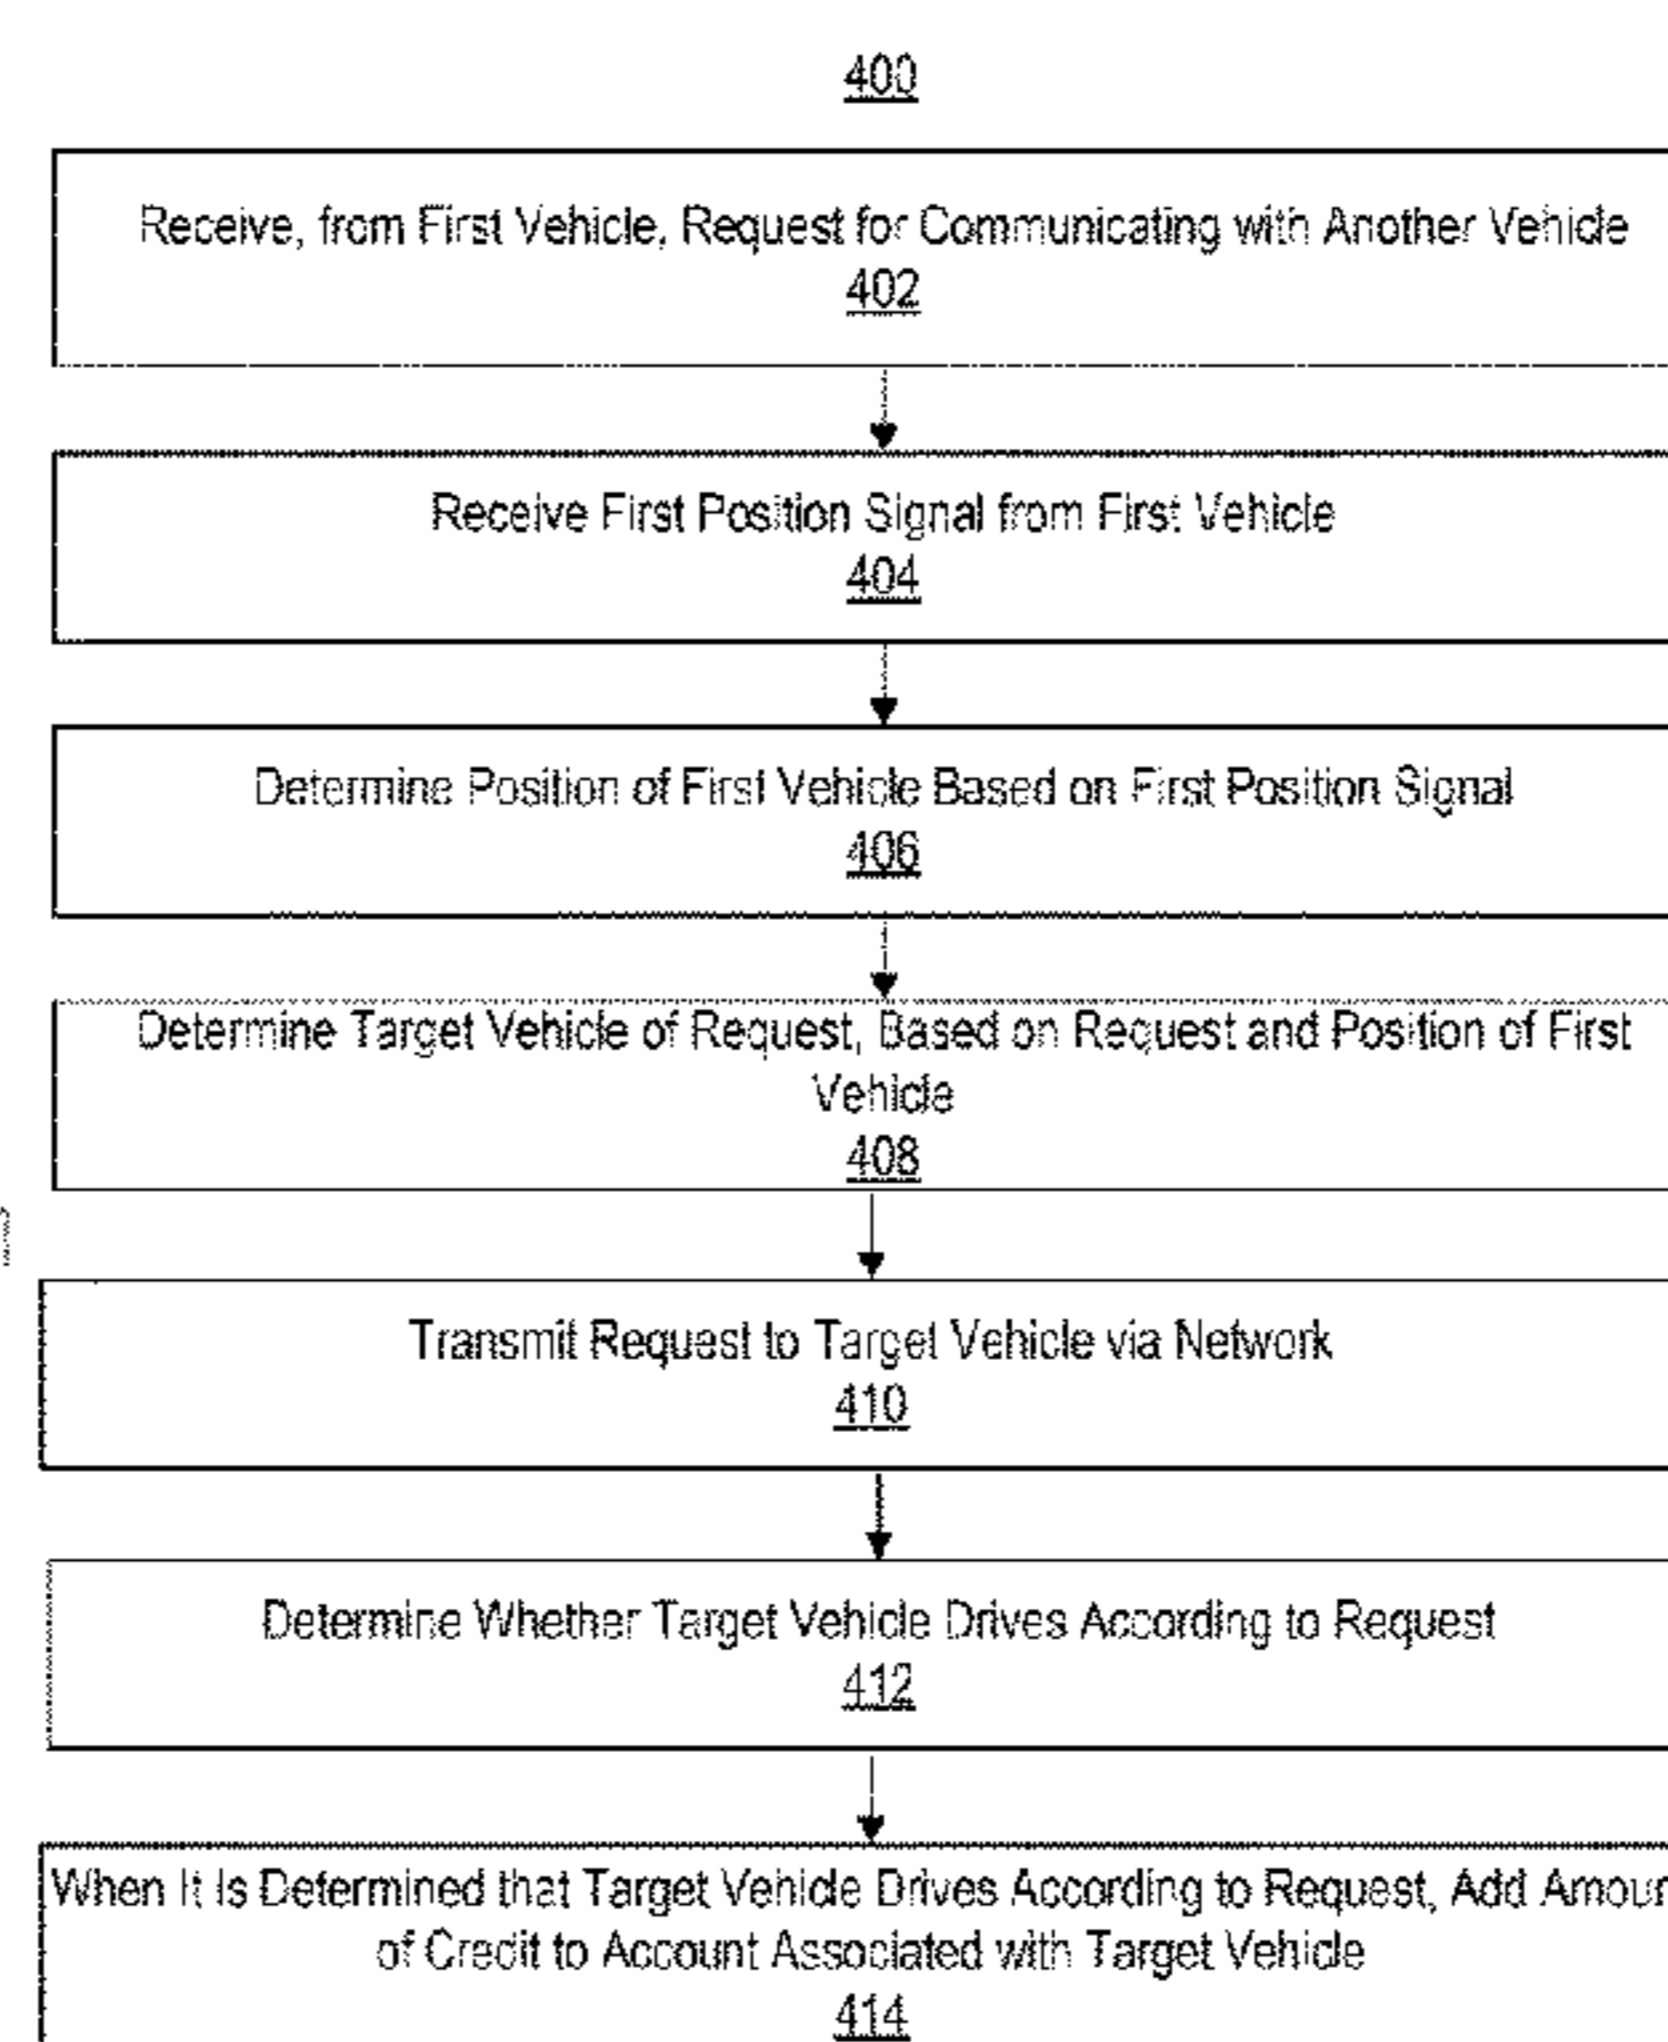 400
Receive, from First Vehicle, Request for Communicating with Another Vehicle
402
Receive First Position Signal from First Vehicle
404
Determine Position of First Vehicle Based on First Position Signal
406
Determine Target Vehicle of Request, Based on Request and Position of First
Vehicle
408
Transmit Request to Target Vehicle via Network
410
Determine Whether Target Vehicle Drives According to Request
412
When It Is Determined that Target Vehicle Drives According to Request, Add
of Credit to Account Associated with Target Vehicle
414